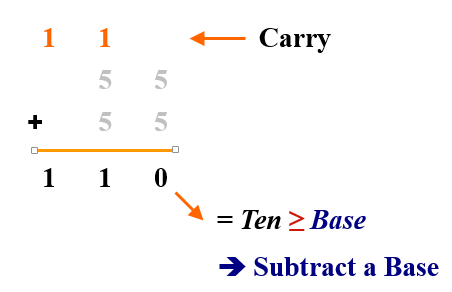 1 1 ← Carry
5 5
+ 5 5
1 1 0
= Ten ≥ Base
➔ Subtract a Base